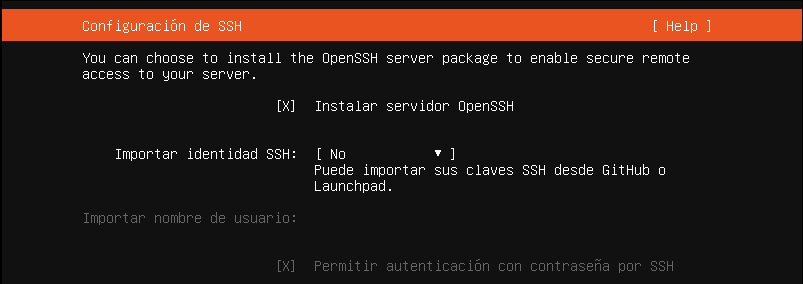 Configuración de SSH [ Help ]
You can choose to install the OpenSSH server package to enable secure remote
access to your server.
[X] Instalar servidor OpenSSH
Importar identidad SSH: [ No ▾ ]
Puede importar sus claves SSH desde GitHub o
Launchpad.
Importar nombre de usuario:
[X] Permitir autenticación con contraseña por SSH